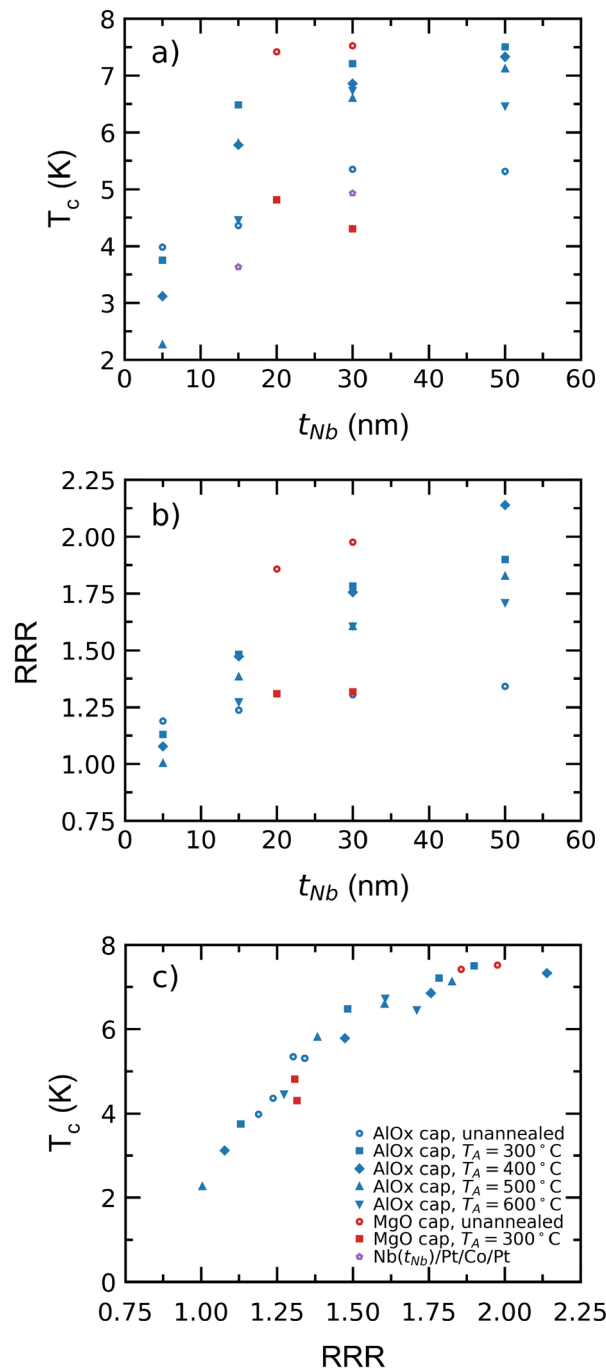 a)
8
7
6
5
4
3
2
T_c (K)
0 10 20 30 40 50 60
t_Nb (nm)
b)
2.25
2.00
1.75
1.50
1.25
1.00
0.75
RRR
0 10 20 30 40 50 60
t_Nb (nm)
c)
8
6
4
2
0
T_c (K)
AlOx cap, unannealed
AlOx cap, T_A = 300°C
AlOx cap, T_A = 400°C
AlOx cap, T_A = 500°C
AlOx cap, T_A = 600°C
MgO cap, unannealed
MgO cap, T_A = 300°C
Nb(t_Nb)/Pt/Co/Pt
0.75 1.00 1.25 1.50 1.75 2.00 2.25
RRR